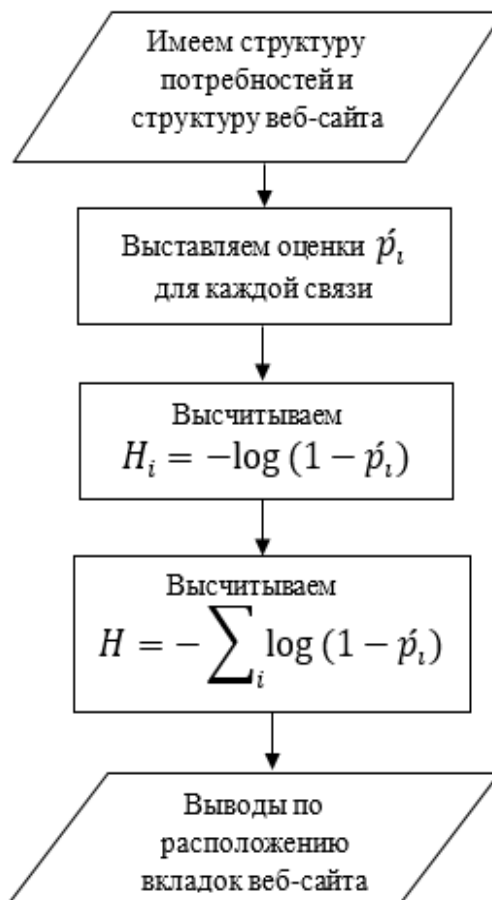 Имеем структуру
потребностей и
структуру веб-сайта
Выставляем оценки p̂́ᵢ
для каждой связи
Высчитываем
Hᵢ = −log (1 − ṕᵢ)
Высчитываем
H = − ∑ᵢ log (1 − ṕᵢ)
Выводы по
расположению
вкладок веб-сайта